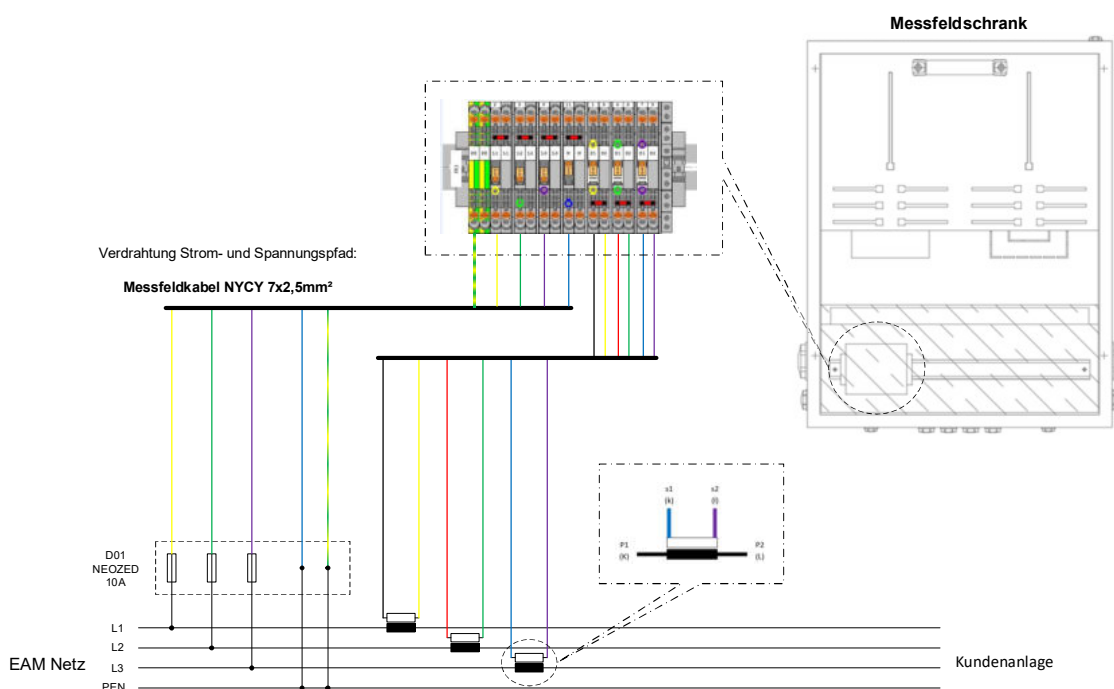 Messfeldschrank
Verdrahtung Strom- und Spannungspfad:
Messfeldkabel NYCY 7x2,5mm²
s1
(k)
s2
(l)
P1
(K)
P2
(L)
D01
NEOZED
10A
L1
L2
EAM Netz
L3
Kundenanlage
PEN